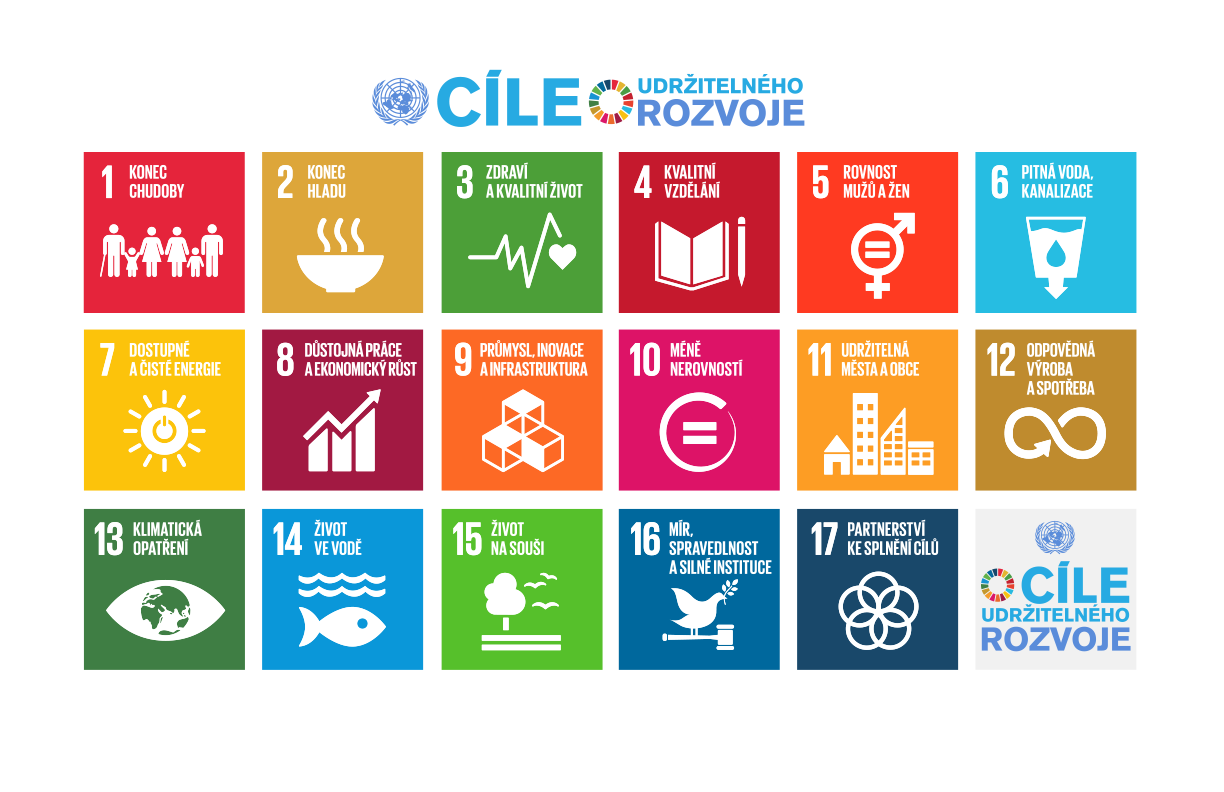 CÍLE UDRŽITELNÉHO
ROZVOJE
1 KONEC
CHUDOBY
2 KONEC
HLADU
3 ZDRAVÍ
A KVALITNÍ ŽIVOT
4 KVALITNÍ
VZDĚLÁNÍ
5 ROVNOST
MUŽŮ A ŽEN
6 PITNÁ VODA,
KANALIZACE
7 DOSTUPNÉ
A ČISTÉ ENERGIE
8 DŮSTOJNÁ PRÁCE
A EKONOMICKÝ RŮST
9 PRŮMYSL, INOVACE
A INFRASTRUKTURA
10 MÉNĚ
NEROVNOSTÍ
11 UDRŽITELNÁ
MĚSTA A OBCE
12 ODPOVĚDNÁ
VÝROBA
A SPOTŘEBA
13 KLIMATICKÁ
OPATŘENÍ
14 ŽIVOT
VE VODĚ
15 ŽIVOT
NA SOUŠI
16 MÍR,
SPRAVEDLNOST
A SILNÉ INSTITUCE
17 PARTNERSTVÍ
KE SPLNĚNÍ CÍLŮ
CÍLE
UDRŽITELNÉHO
ROZVOJE